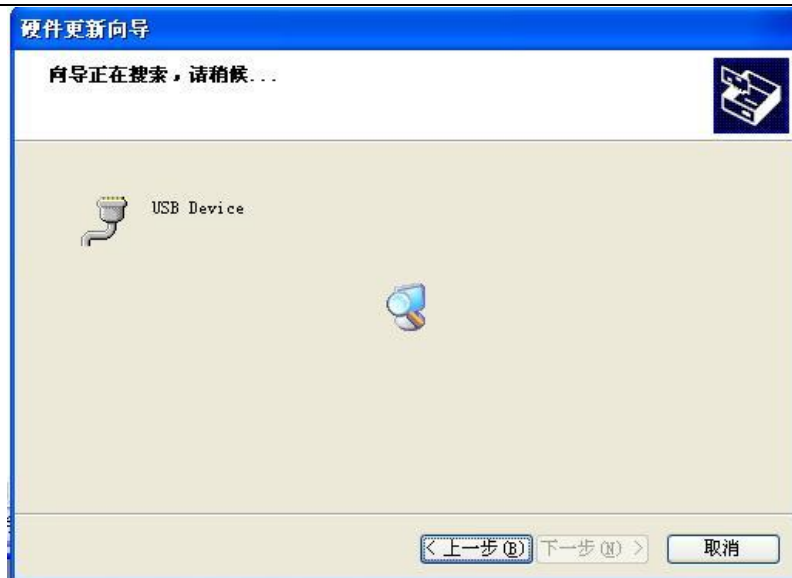 硬件更新向导
向导正在搜索，请稍候...
USB Device
< 上一步(B)
下一步(N) >
取消